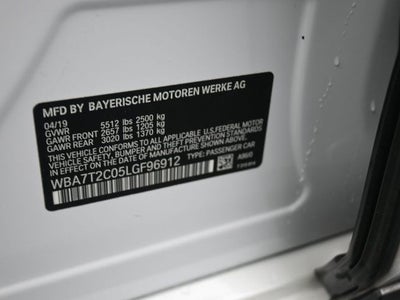 MFD BY BAYERISCHE MOTOREN WERKE AG
04/19
GVWR 5512 lbs 2500 kg
GAWR FRONT 2657 lbs 1205 kg
GAWR REAR 3020 lbs 1370 kg
THIS VEHICLE CONFORMS TO ALL APPLICABLE U.S.FEDERAL MOTOR
VEHICLE SAFETY, BUMPER, AND THEFT PREVENTION STANDARDS
IN EFFECT ON THE DATE OF MANUFACTURE SHOWN ABOVE.
WBA7T2C05LGF96912 TYPE: PASSENGER CAR